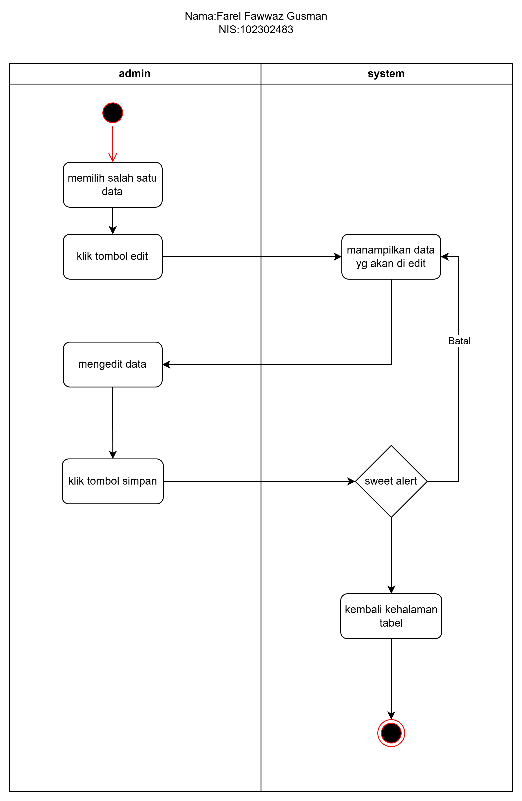 Nama:Farel Fawwaz Gusman
NIS:102302483
admin
system
memilih salah satu
data
klik tombol edit
manampilkan data
yg akan di edit
Batal
mengedit data
klik tombol simpan
sweet alert
kembali kehalaman
tabel